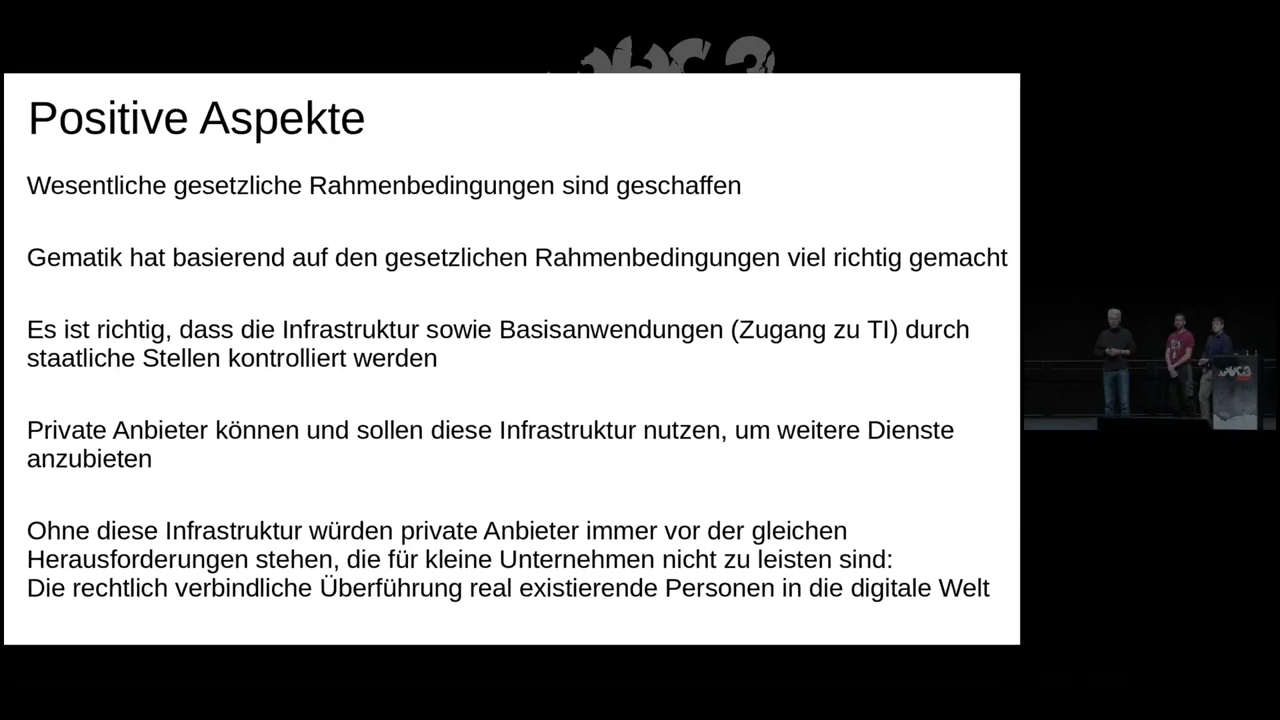 Positive Aspekte
Wesentliche gesetzliche Rahmenbedingungen sind geschaffen
Gematik hat basierend auf den gesetzlichen Rahmenbedingungen viel richtig gemacht
Es ist richtig, dass die Infrastruktur sowie Basisanwendungen (Zugang zu TI) durch
staatliche Stellen kontrolliert werden
Private Anbieter können und sollen diese Infrastruktur nutzen, um weitere Dienste
anzubieten
Ohne diese Infrastruktur würden private Anbieter immer vor der gleichen
Herausforderungen stehen, die für kleine Unternehmen nicht zu leisten sind:
Die rechtlich verbindliche Überführung real existierende Personen in die digitale Welt